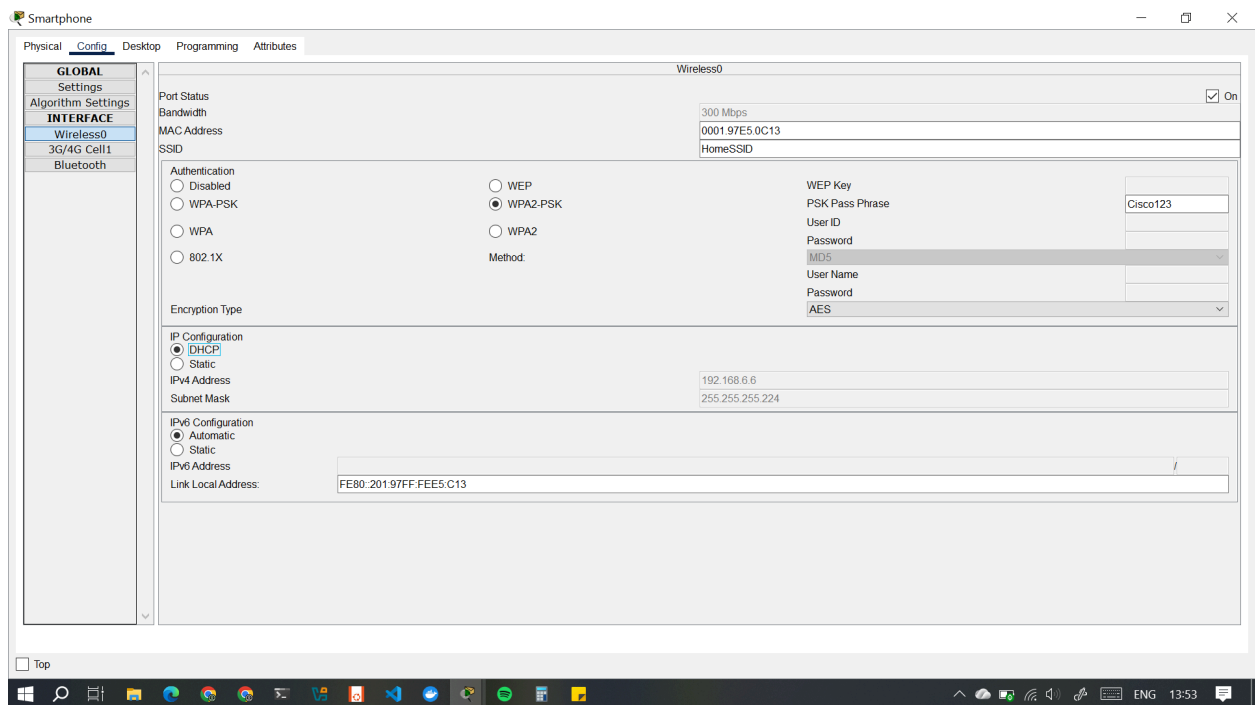 Smartphone
Physical Config Desktop Programming Attributes
GLOBAL
Settings
Algorithm Settings
INTERFACE
Wireless0
3G/4G Cell1
Bluetooth
Wireless0
Port Status On
Bandwidth 300 Mbps
MAC Address 0001.97E5.0C13
SSID HomeSSID
Authentication
Disabled WEP WEP Key
WPA-PSK WPA2-PSK PSK Pass Phrase Cisco123
User ID
WPA WPA2
Password
802.1X Method: MD5
User Name
Password
Encryption Type AES
IP Configuration
DHCP
Static
IPv4 Address 192.168.6.6
Subnet Mask 255.255.255.224
IPv6 Configuration
Automatic
Static
IPv6 Address /
Link Local Address: FE80::201:97FF:FEE5:C13
Top
ENG 13:53